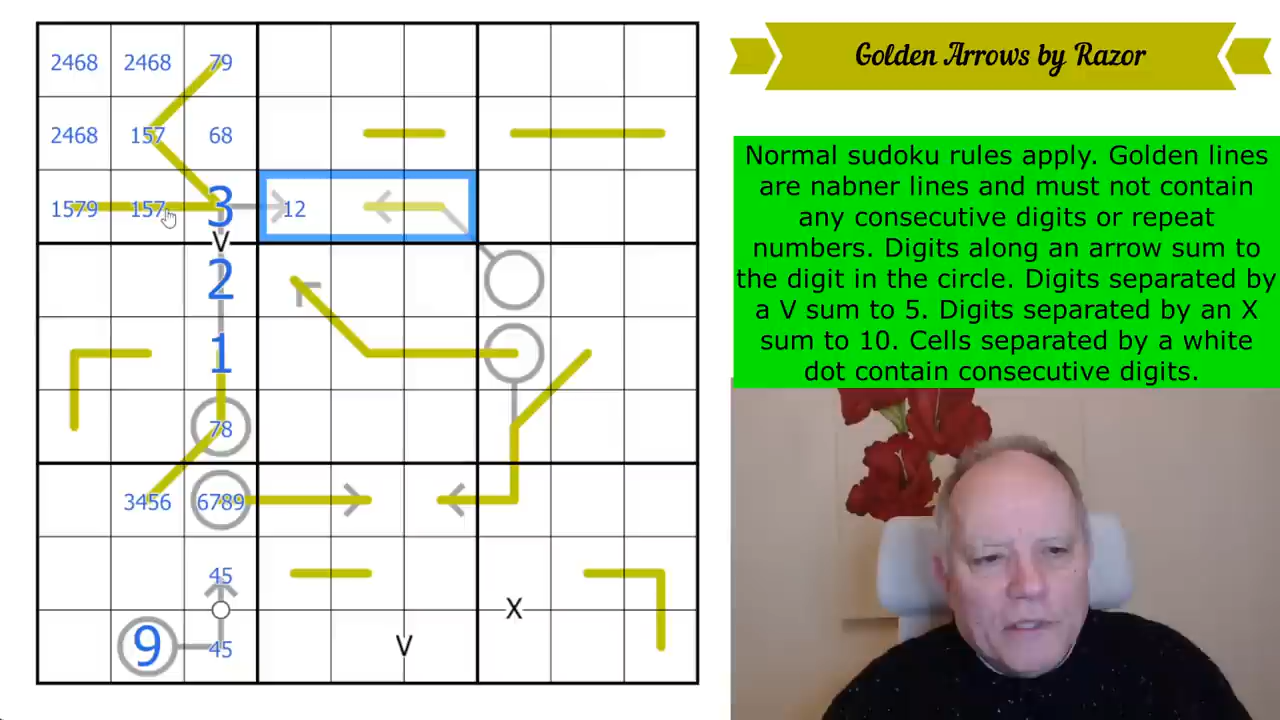 Golden Arrows by Razor
Normal sudoku rules apply. Golden lines
are nabner lines and must not contain
any consecutive digits or repeat
numbers. Digits along an arrow sum to
the digit in the circle. Digits separated by
a V sum to 5. Digits separated by an X
sum to 10. Cells separated by a white
dot contain consecutive digits.
2468 2468 79
2468 157 68
1579 157 3 12
V
2
1
78
3456 6789
45
X
9 45 V